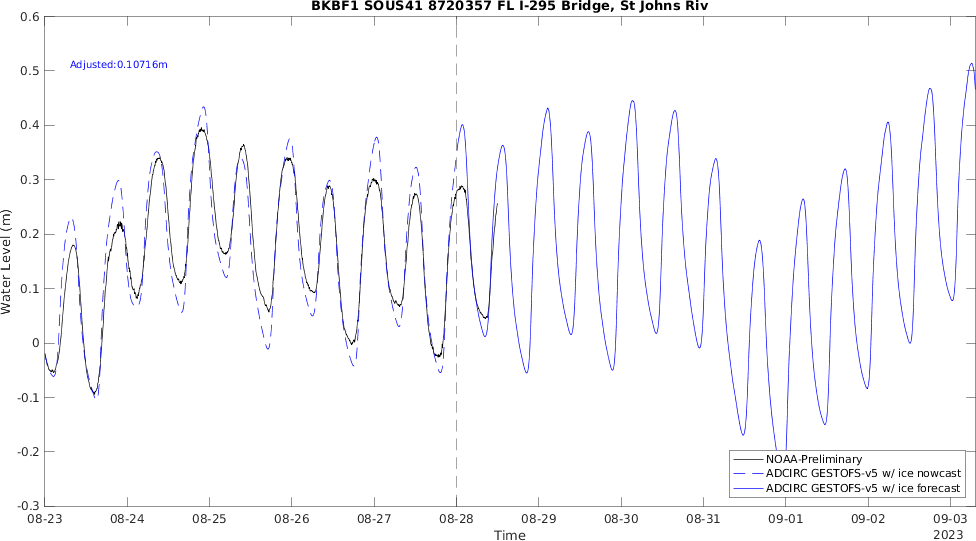 BKBF1 SOUS41 8720357 FL I-295 Bridge, St Johns Riv
0.6
0.5
0.4
0.3
0.2
0.1
0
-0.1
-0.2
-0.3
Water Level (m)
Adjusted:0.10716m
NOAA-Preliminary
ADCIRC GESTOFS-v5 w/ ice nowcast
ADCIRC GESTOFS-v5 w/ ice forecast
08-23 08-24 08-25 08-26 08-27 08-28 08-29 08-30 08-31 09-01 09-02 09-03
2023
Time